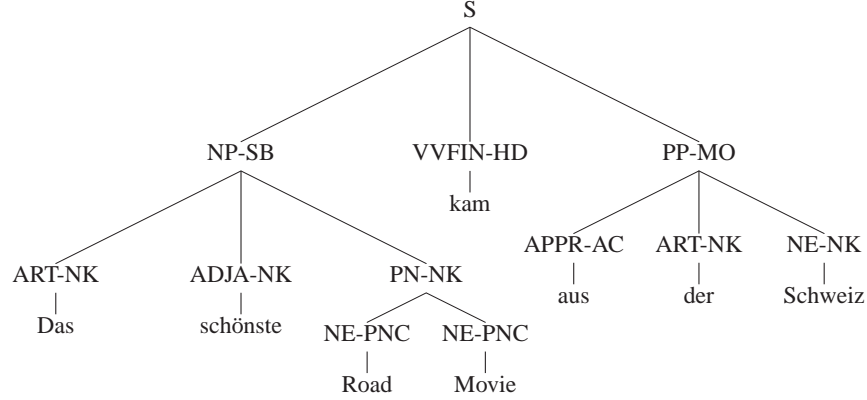 S
NP-SB VVFIN-HD PP-MO
kam
APPR-AC ART-NK NE-NK
ART-NK ADJA-NK PN-NK
aus der Schweiz
Das schönste
NE-PNC NE-PNC
Road Movie